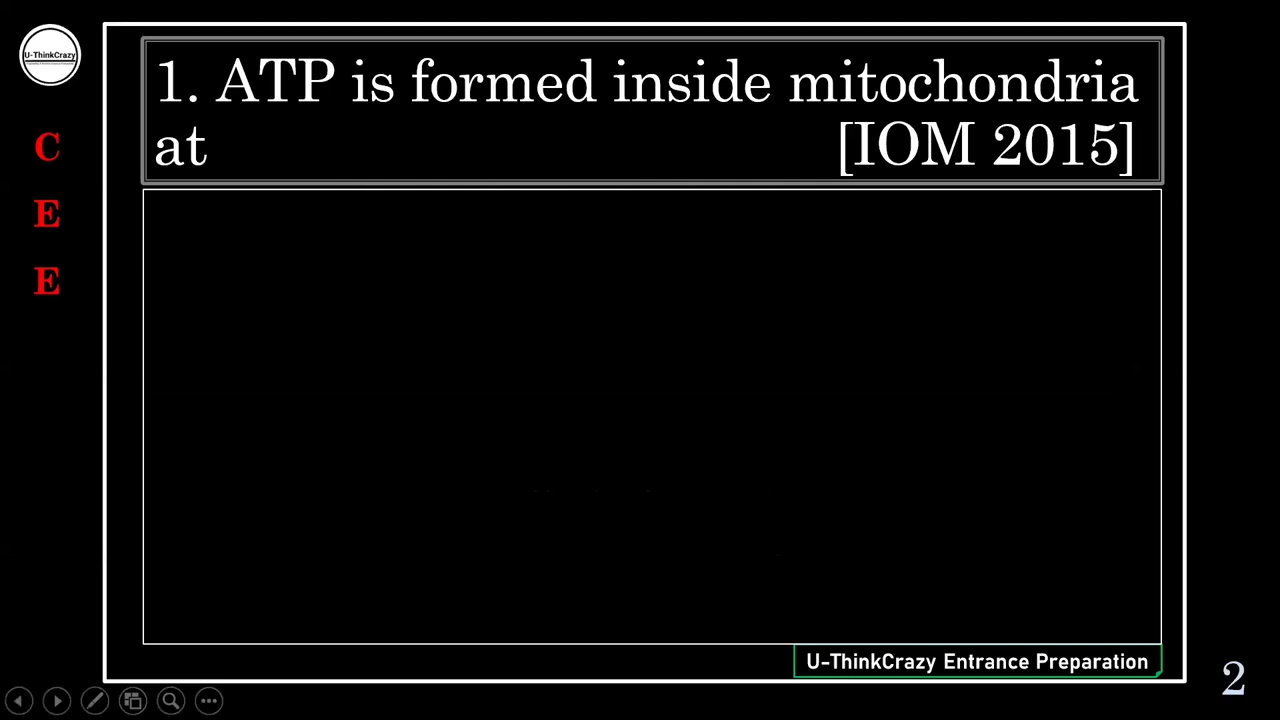 U-ThinkCrazy
C
E
E
1. ATP is formed inside mitochondria
at [IOM 2015]
U-ThinkCrazy Entrance Preparation
2